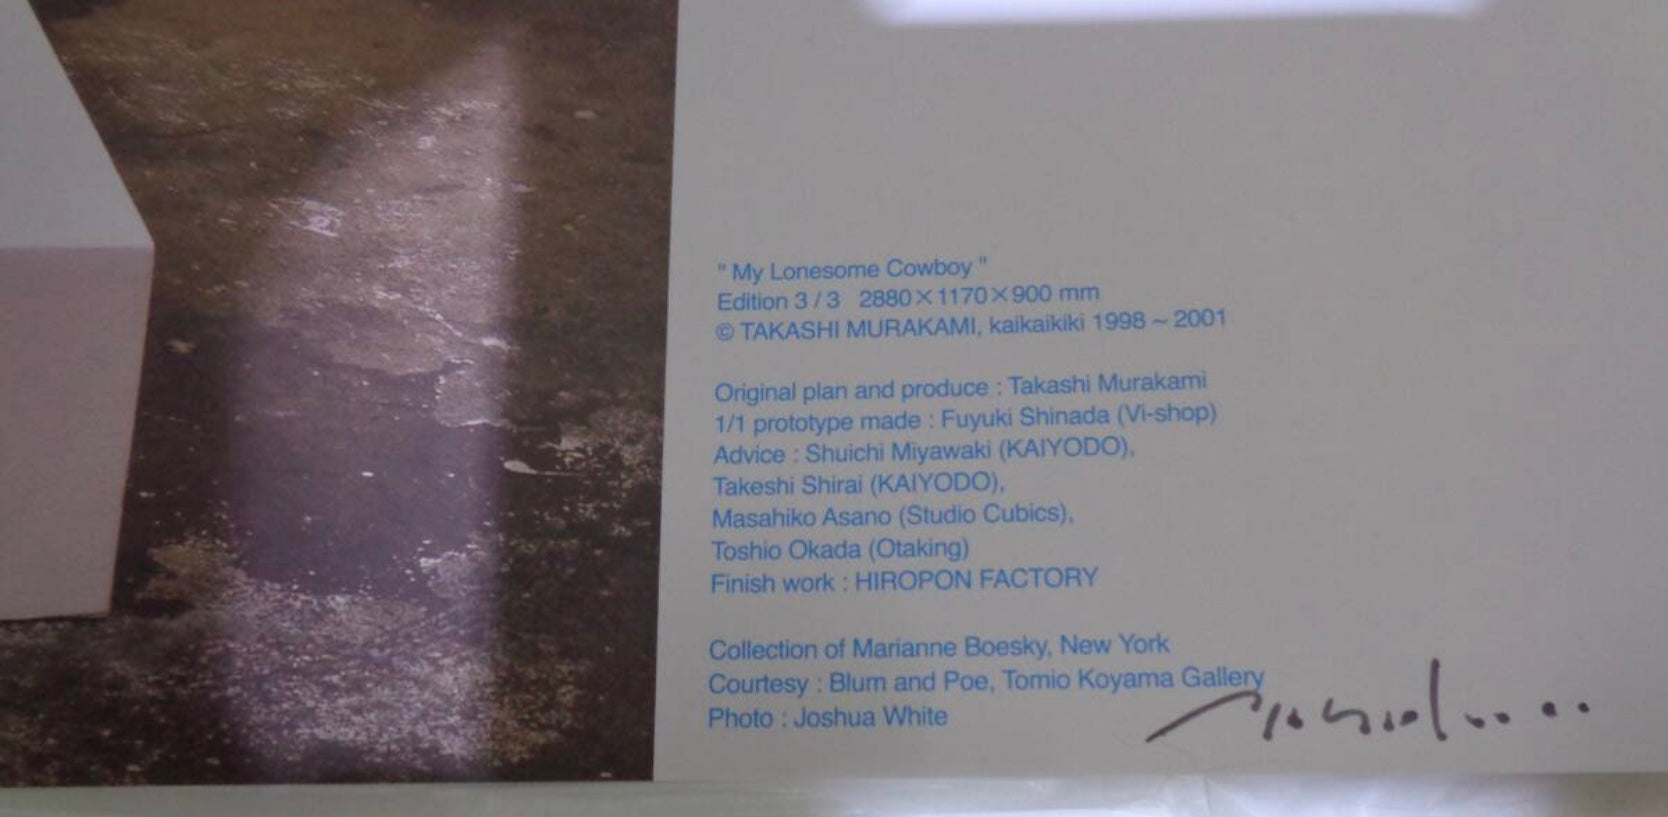 " My Lonesome Cowboy "
Edition 3 / 3 2880×1170×900 mm
© TAKASHI MURAKAMI, kaikaikiki 1998 ~ 2001
Original plan and produce : Takashi Murakami
1/1 prototype made : Fuyuki Shinada (Vi-shop)
Advice : Shuichi Miyawaki (KAIYODO),
Takeshi Shirai (KAIYODO),
Masahiko Asano (Studio Cubics),
Toshio Okada (Otaking)
Finish work : HIROPON FACTORY
Collection of Marianne Boesky, New York
Courtesy : Blum and Poe, Tomio Koyama Gallery
Photo : Joshua White